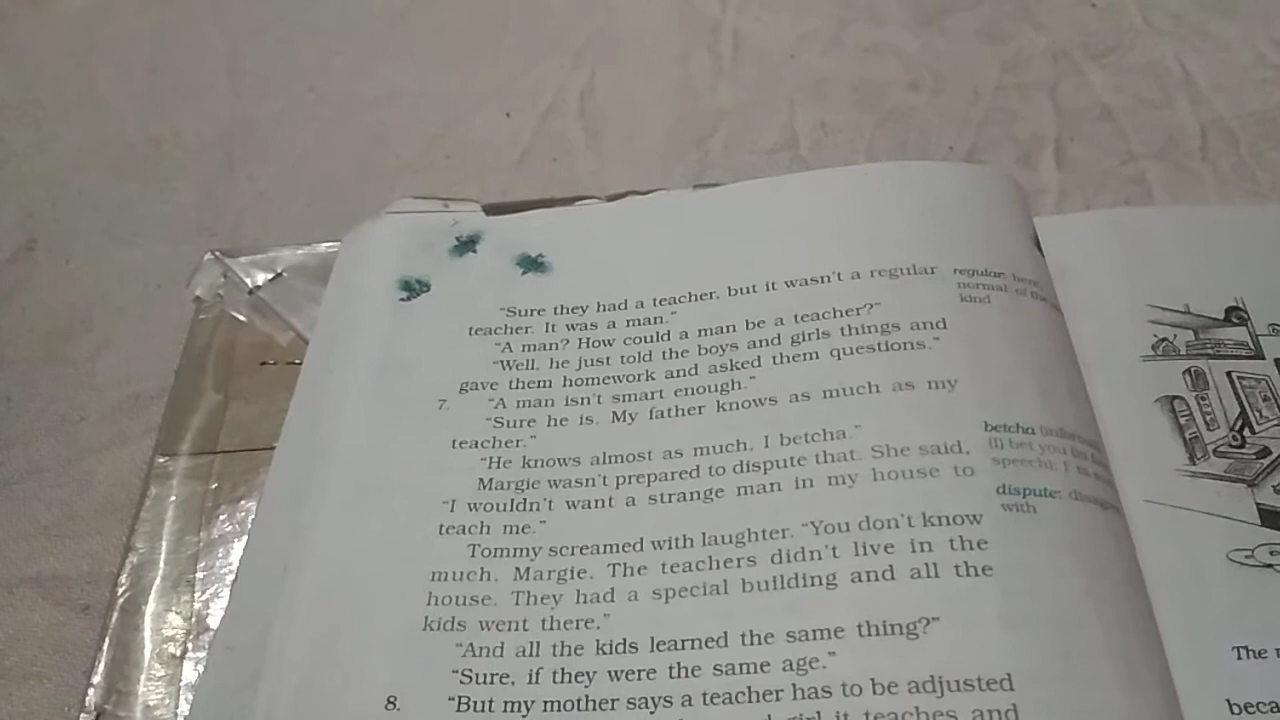 "Sure they had a teacher, but it wasn't a regular
teacher. It was a man."
"A man? How could a man be a teacher?"
"Well, he just told the boys and girls things and
gave them homework and asked them questions."
7. "A man isn't smart enough."
"Sure he is. My father knows as much as my
teacher."
"He knows almost as much, I betcha."
Margie wasn't prepared to dispute that. She said,
"I wouldn't want a strange man in my house to
teach me."
Tommy screamed with laughter. "You don't know
much, Margie. The teachers didn't live in the
house. They had a special building and all the
kids went there."
"And all the kids learned the same thing?"
"Sure, if they were the same age."
8. "But my mother says a teacher has to be adjusted
girl it teaches and
regular: here,
normal; of the
kind
betcha
(I) bet you
speech):
dispute:
with
The
beca